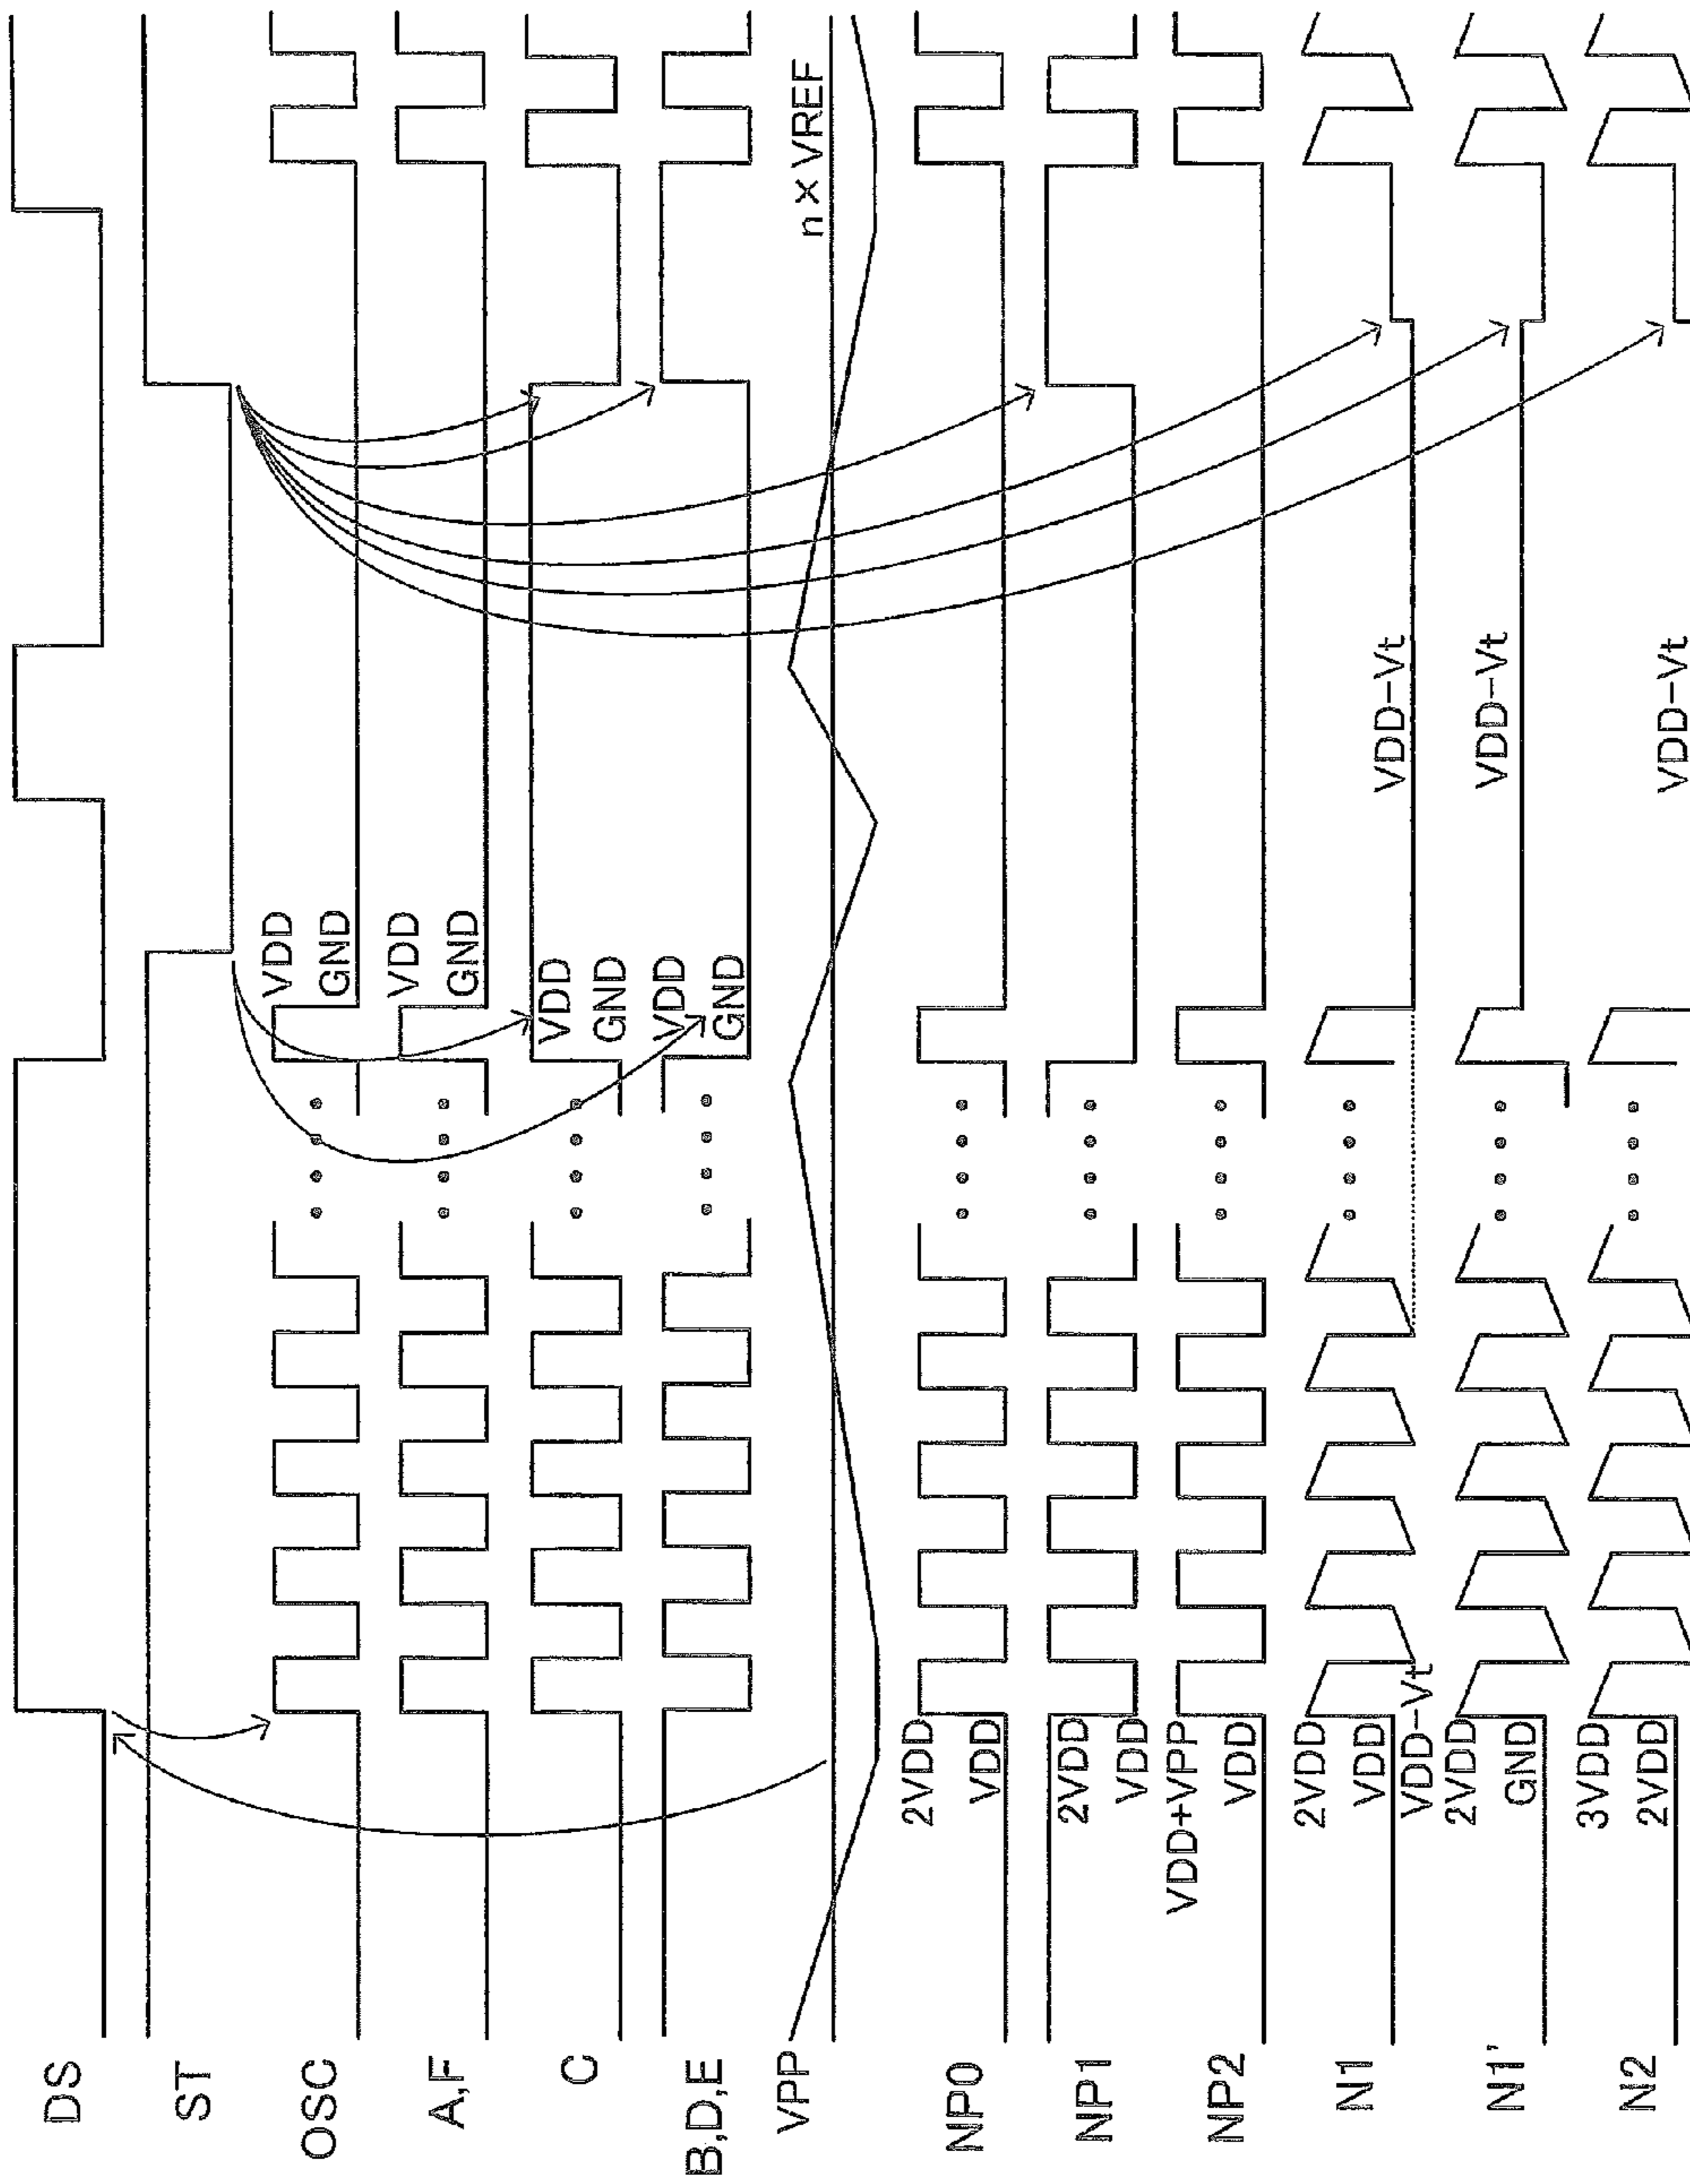 DS
ST
OSC
VDD
GND
A,F
VDD
GND
C
VDD
GND
B,D,E
VDD
GND
VPP
n×VREF
NP0
2VDD
VDD
NP1
2VDD
VDD
NP2
VDD+VPP
VDD
N1
2VDD
VDD
VDD-Vt
VDD-Vt
N1'
2VDD
GND
VDD-Vt
N2
3VDD
2VDD
VDD-Vt